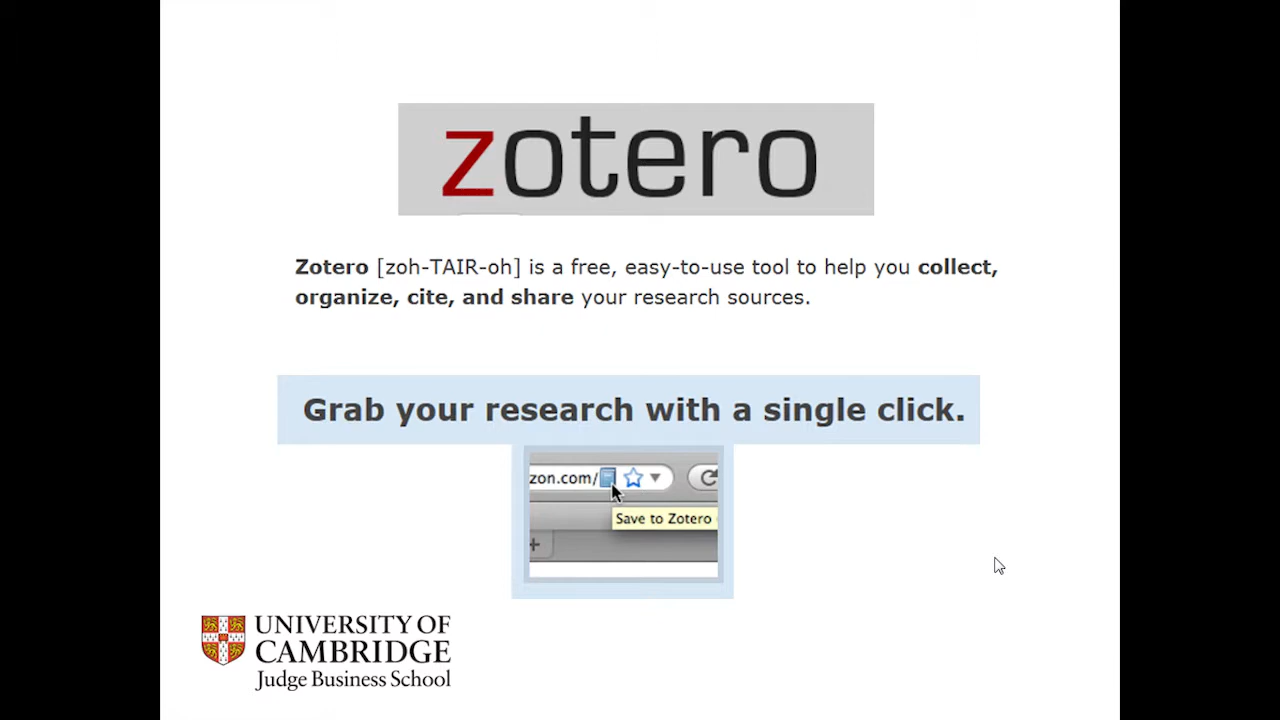 zotero
Zotero [zoh-TAIR-oh] is a free, easy-to-use tool to help you collect,
organize, cite, and share your research sources.
Grab your research with a single click.
zon.com/
Save to Zotero
UNIVERSITY OF
CAMBRIDGE
Judge Business School